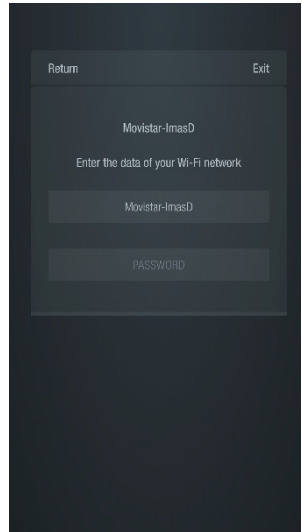 Return Exit
Movistar-ImasD
Enter the data of your Wi-Fi network
Movistar-ImasD
PASSWORD